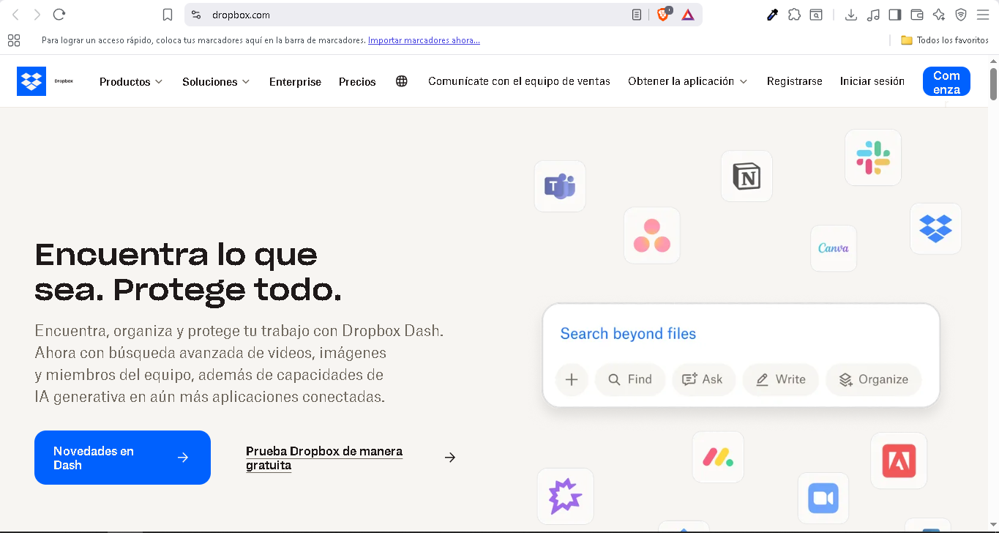 dropbox.com
Para lograr un acceso rápido, coloca tus marcadores aquí en la barra de marcadores. Importar marcadores ahora...
Todos los favoritos
Dropbox
Productos
Soluciones
Enterprise
Precios
Comunícate con el equipo de ventas
Obtener la aplicación
Registrarse
Iniciar sesión
Com
enza
Encuentra lo que
sea. Protege todo.
Encuentra, organiza y protege tu trabajo con Dropbox Dash.
Ahora con búsqueda avanzada de videos, imágenes
y miembros del equipo, además de capacidades de
IA generativa en aún más aplicaciones conectadas.
Novedades en
Dash
Prueba Dropbox de manera
gratuita
T
N
Canva
Search beyond files
Find
Ask
Write
Organize